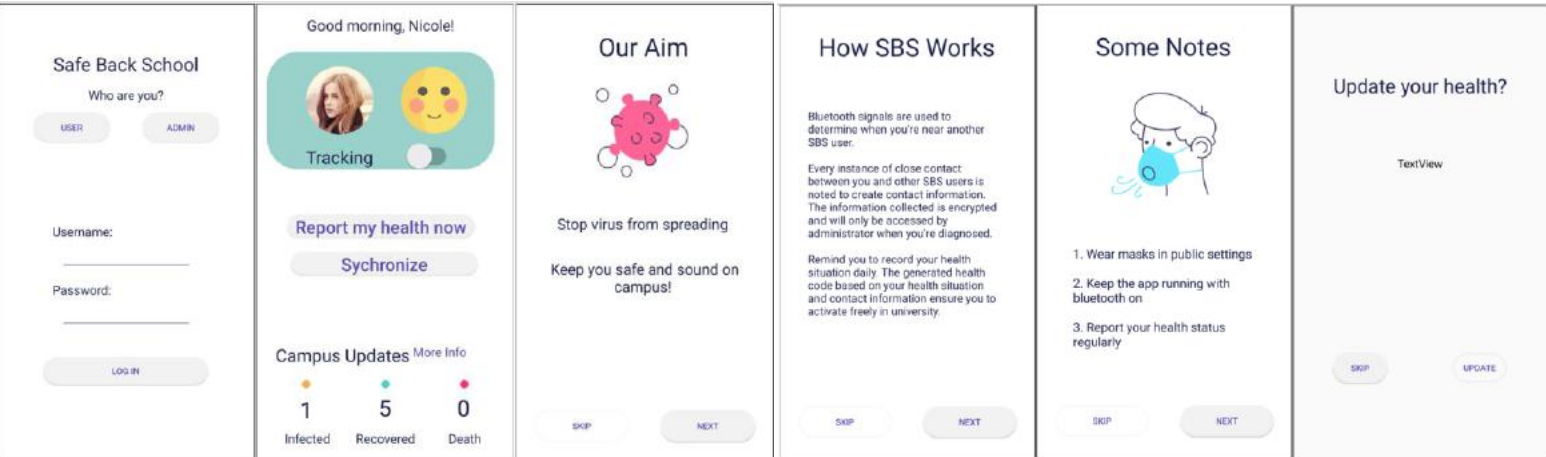 Safe Back School
Who are you?
USER
ADMIN
Username:
Password:
LOG IN
Good morning, Nicole!
Tracking
Report my health now
Sychronize
Campus Updates More Info
1
5
0
Infected
Recovered
Death
Our Aim
Stop virus from spreading
Keep you safe and sound on
campus!
SKIP
NEXT
How SBS Works
Bluetooth signals are used to
determine when you're near another
SBS user.
Every instance of close contact
between you and other SBS users is
noted to create contact information.
The information collected is encrypted
and will only be accessed by
administrator when you're diagnosed.
Remind you to record your health
situation daily. The generated health
code based on your health situation
and contact information ensure you to
activate freely in university.
SKIP
NEXT
Some Notes
1. Wear masks in public settings
2. Keep the app running with
bluetooth on
3. Report your health status
regularly
SKIP
NEXT
Update your health?
TextView
SKIP
UPDATE